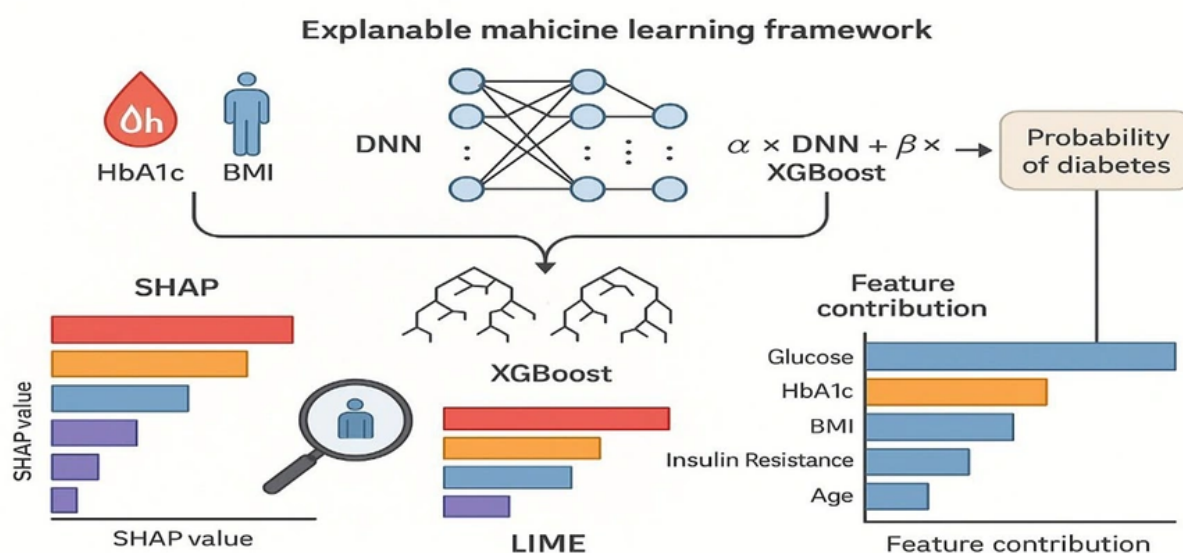 Explanable mahicine learning framework
0h
HbA1c
BMI
DNN
α × DNN + β ×
XGBoost
Probability
of diabetes
SHAP
SHAP value
SHAP value
XGBoost
LIME
Feature
contribution
Glucose
HbA1c
BMI
Insulin Resistance
Age
Feature contribution